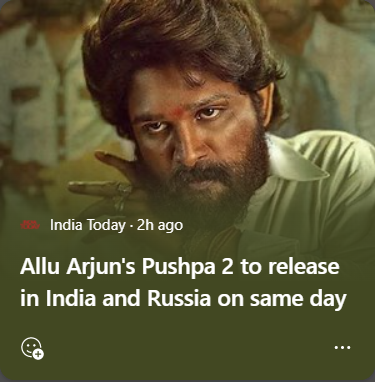 India Today · 2h ago
Allu Arjun's Pushpa 2 to release
in India and Russia on same day